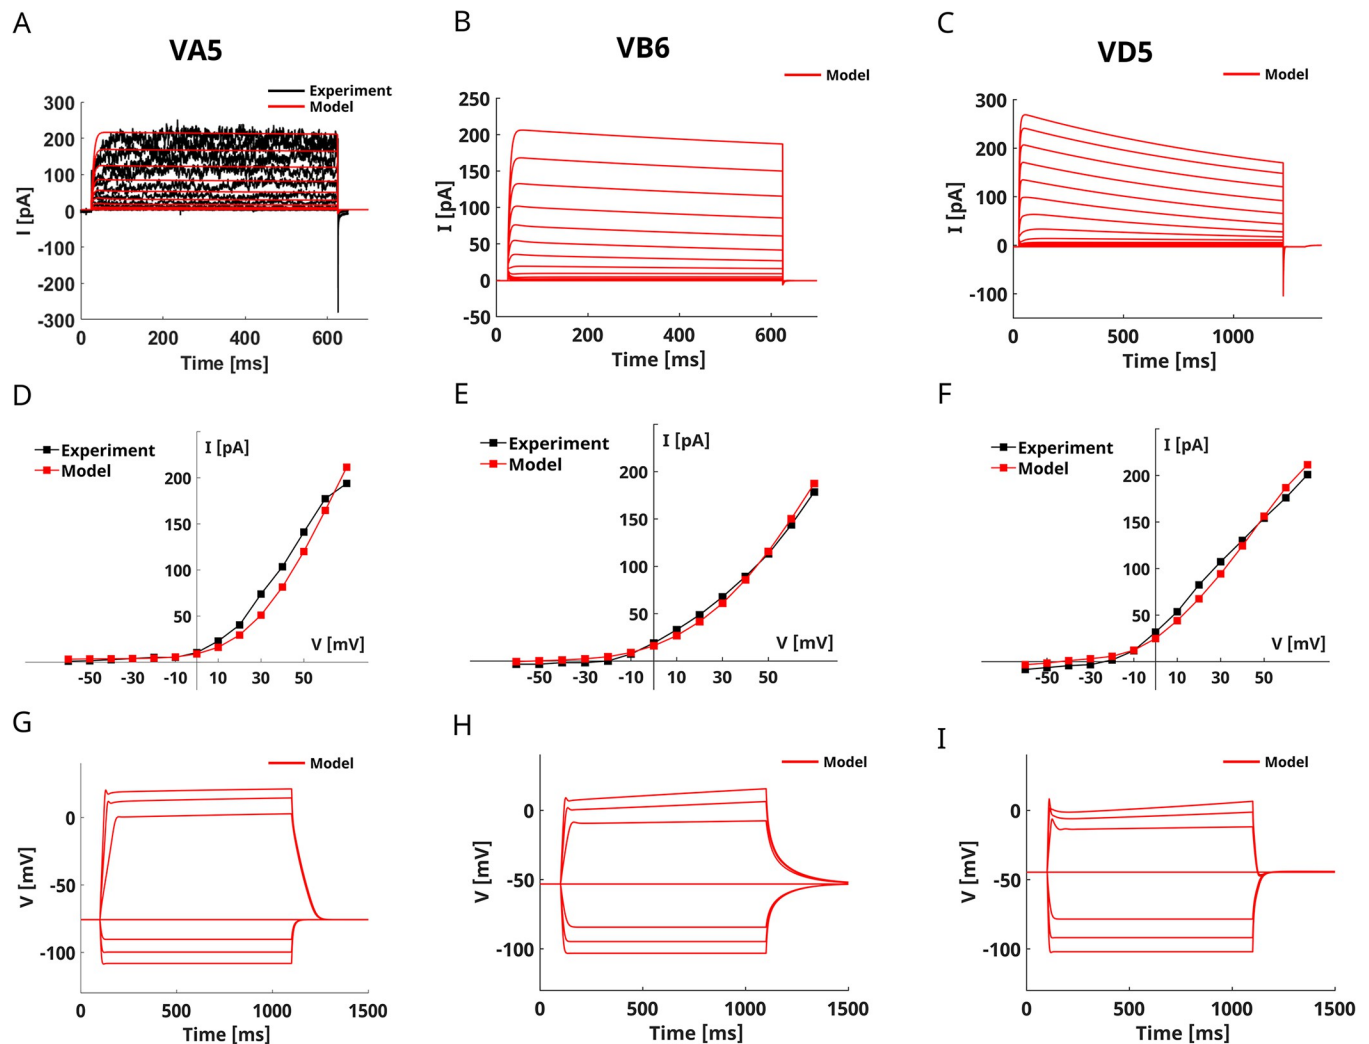 A
VA5
Experiment
Model
300
200
100
0
-100
-200
-300
I [pA]
0
200
400
600
Time [ms]
B
VB6
Model
250
200
150
100
50
0
-50
I [pA]
0
200
400
600
Time [ms]
C
VD5
Model
300
200
100
0
-100
I [pA]
0
500
1000
Time [ms]
D
Experiment
Model
I [pA]
200
150
100
50
V [mV]
-50
-30
-10
10
30
50
E
Experiment
Model
I [pA]
200
150
100
50
V [mV]
-50
-30
-10
10
30
50
F
Experiment
Model
I [pA]
200
150
100
50
V [mV]
-50
-30
-10
10
30
50
G
Model
0
-50
-100
V [mV]
0
500
1000
1500
Time [ms]
H
Model
0
-50
-100
V [mV]
0
500
1000
1500
Time [ms]
I
Model
0
-50
-100
V [mV]
0
500
1000
1500
Time [ms]